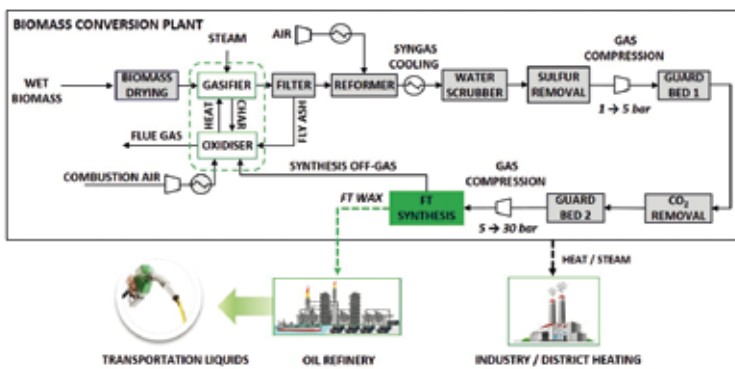 BIOMASS CONVERSION PLANT
STEAM
AIR
SYNGAS
COOLING
GAS
COMPRESSION
WET
BIOMASS
BIOMASS
DRYING
GASIFIER
FILTER
REFORMER
WATER
SCRUBBER
SULFUR
REMOVAL
GUARD
BED 1
1 → 5 bar
HEAT
CHAR
FLY ASH
FLUE GAS
OXIDISER
COMBUSTION AIR
SYNTHESIS OFF-GAS
GAS
COMPRESSION
FT WAX
FT
SYNTHESIS
GUARD
BED 2
CO₂
REMOVAL
5 → 30 bar
HEAT / STEAM
TRANSPORTATION LIQUIDS
OIL REFINERY
INDUSTRY / DISTRICT HEATING